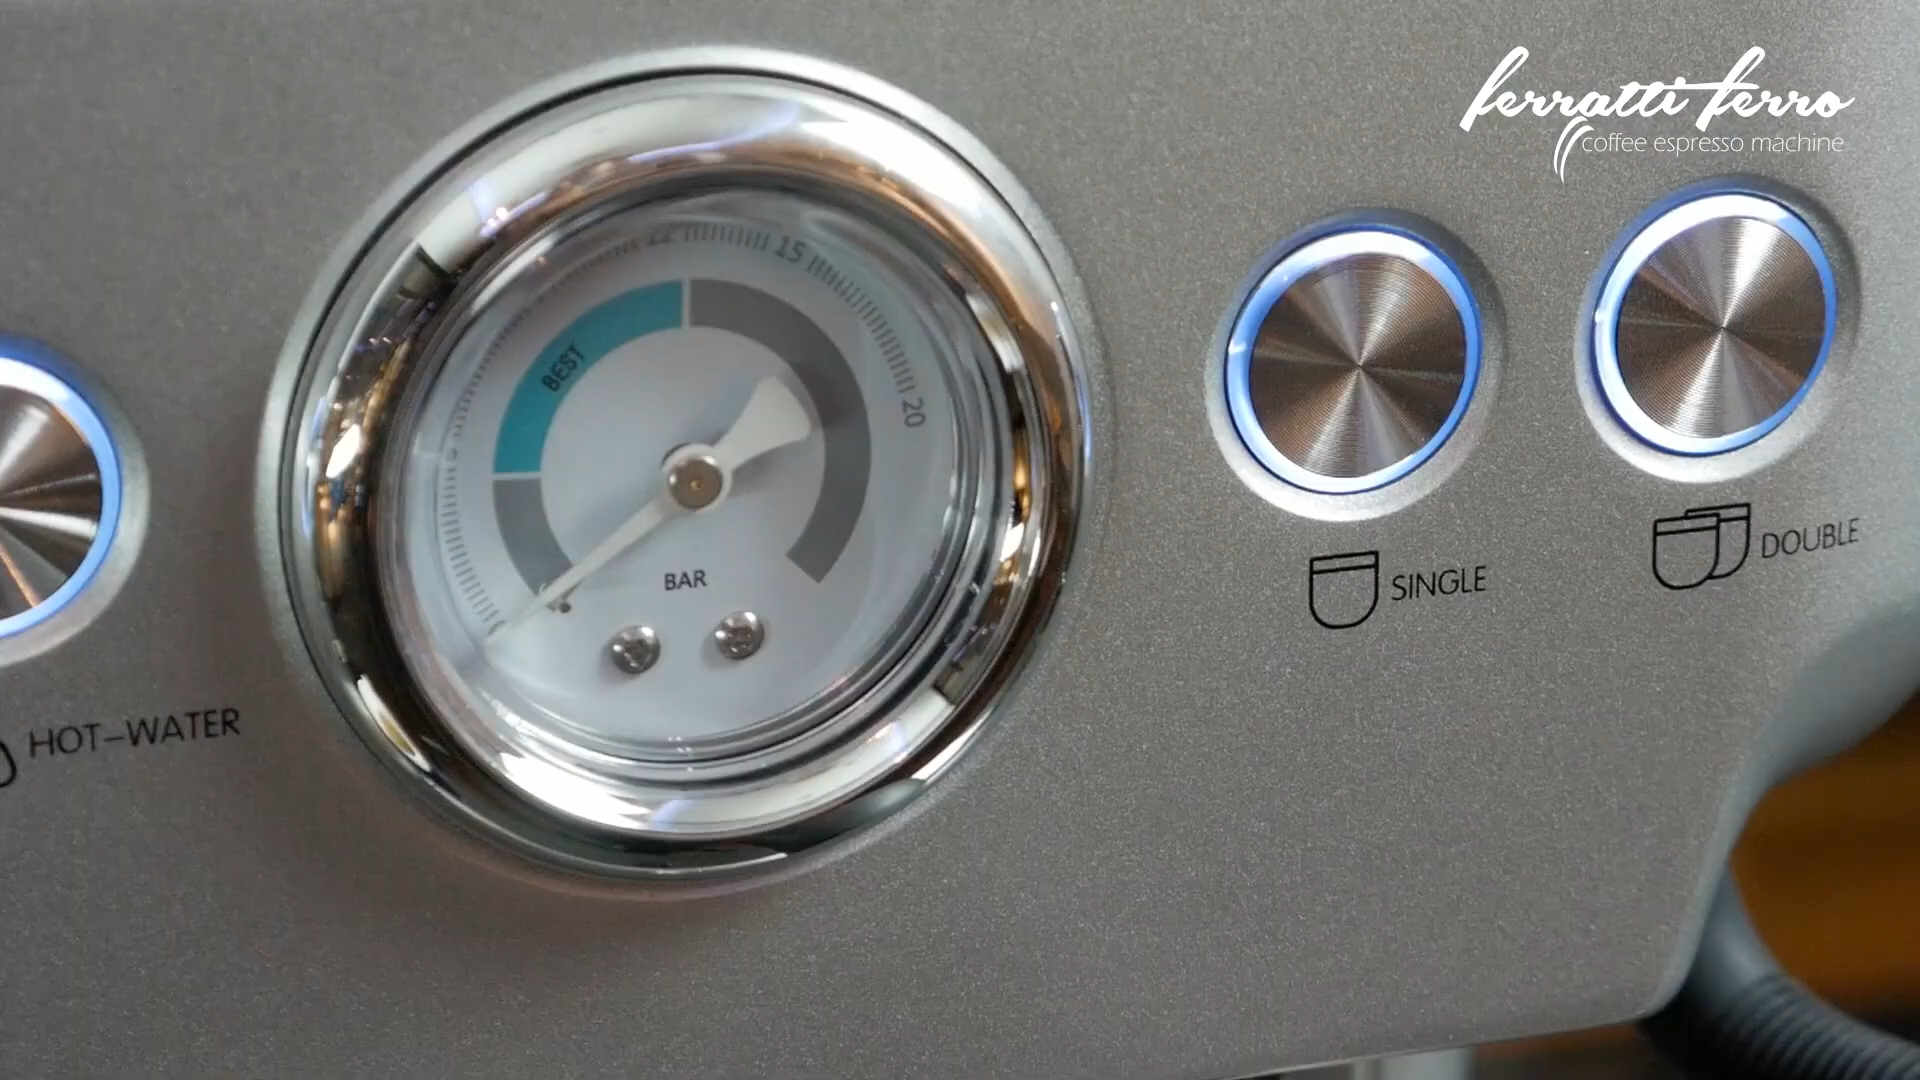 ferratti ferro
coffee espresso machine
15
20
BEST
BAR
SINGLE
DOUBLE
HOT-WATER